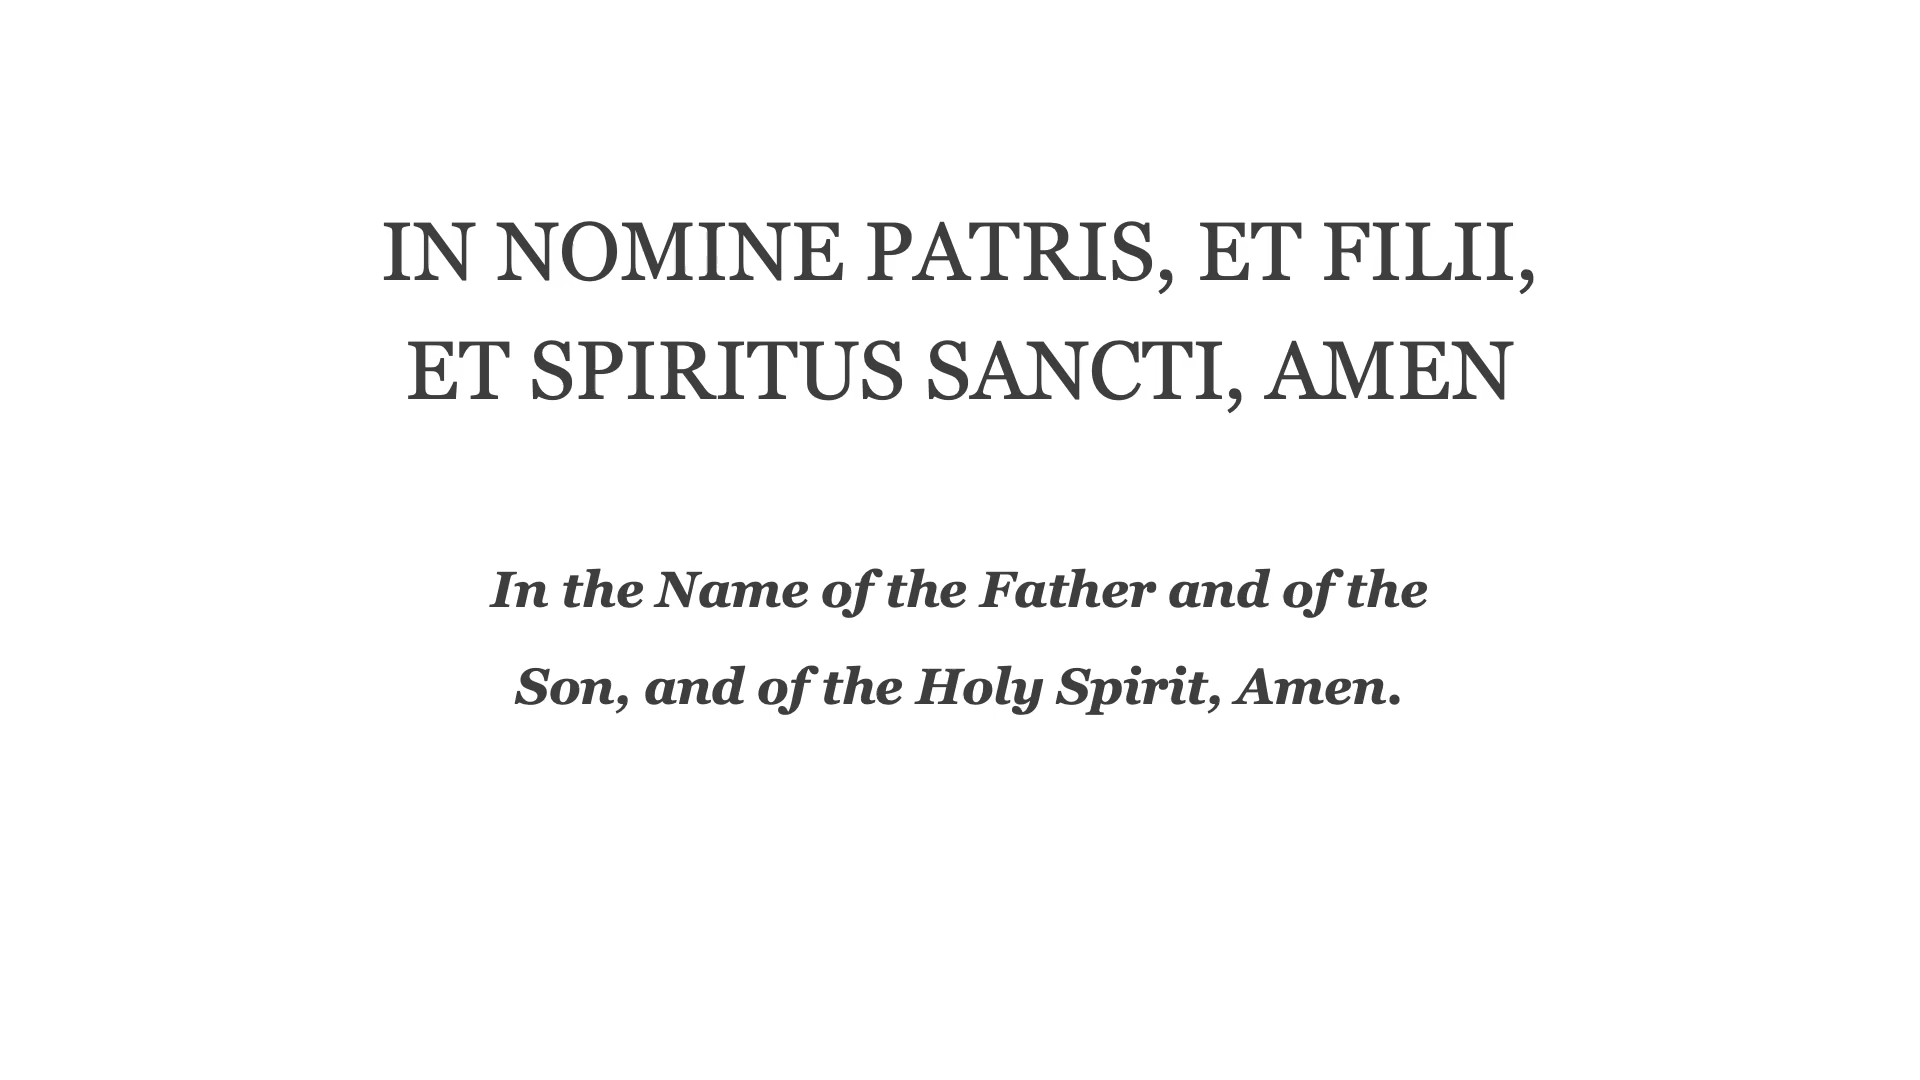 IN NOMINE PATRIS, ET FILII,
ET SPIRITUS SANCTI, AMEN
In the Name of the Father and of the
Son, and of the Holy Spirit, Amen.